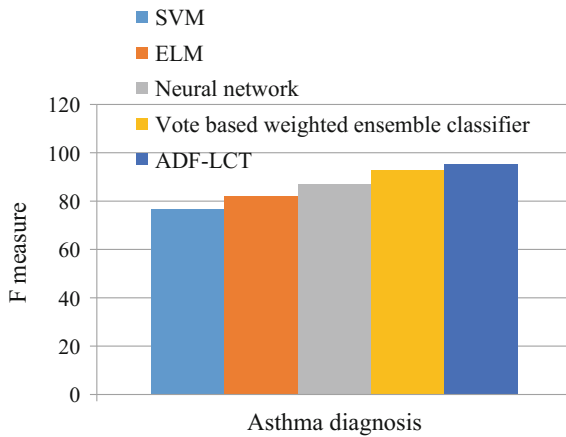 SVM
ELM
Neural network
Vote based weighted ensemble classifier
ADF-LCT
120
100
80
60
40
20
0
F measure
Asthma diagnosis